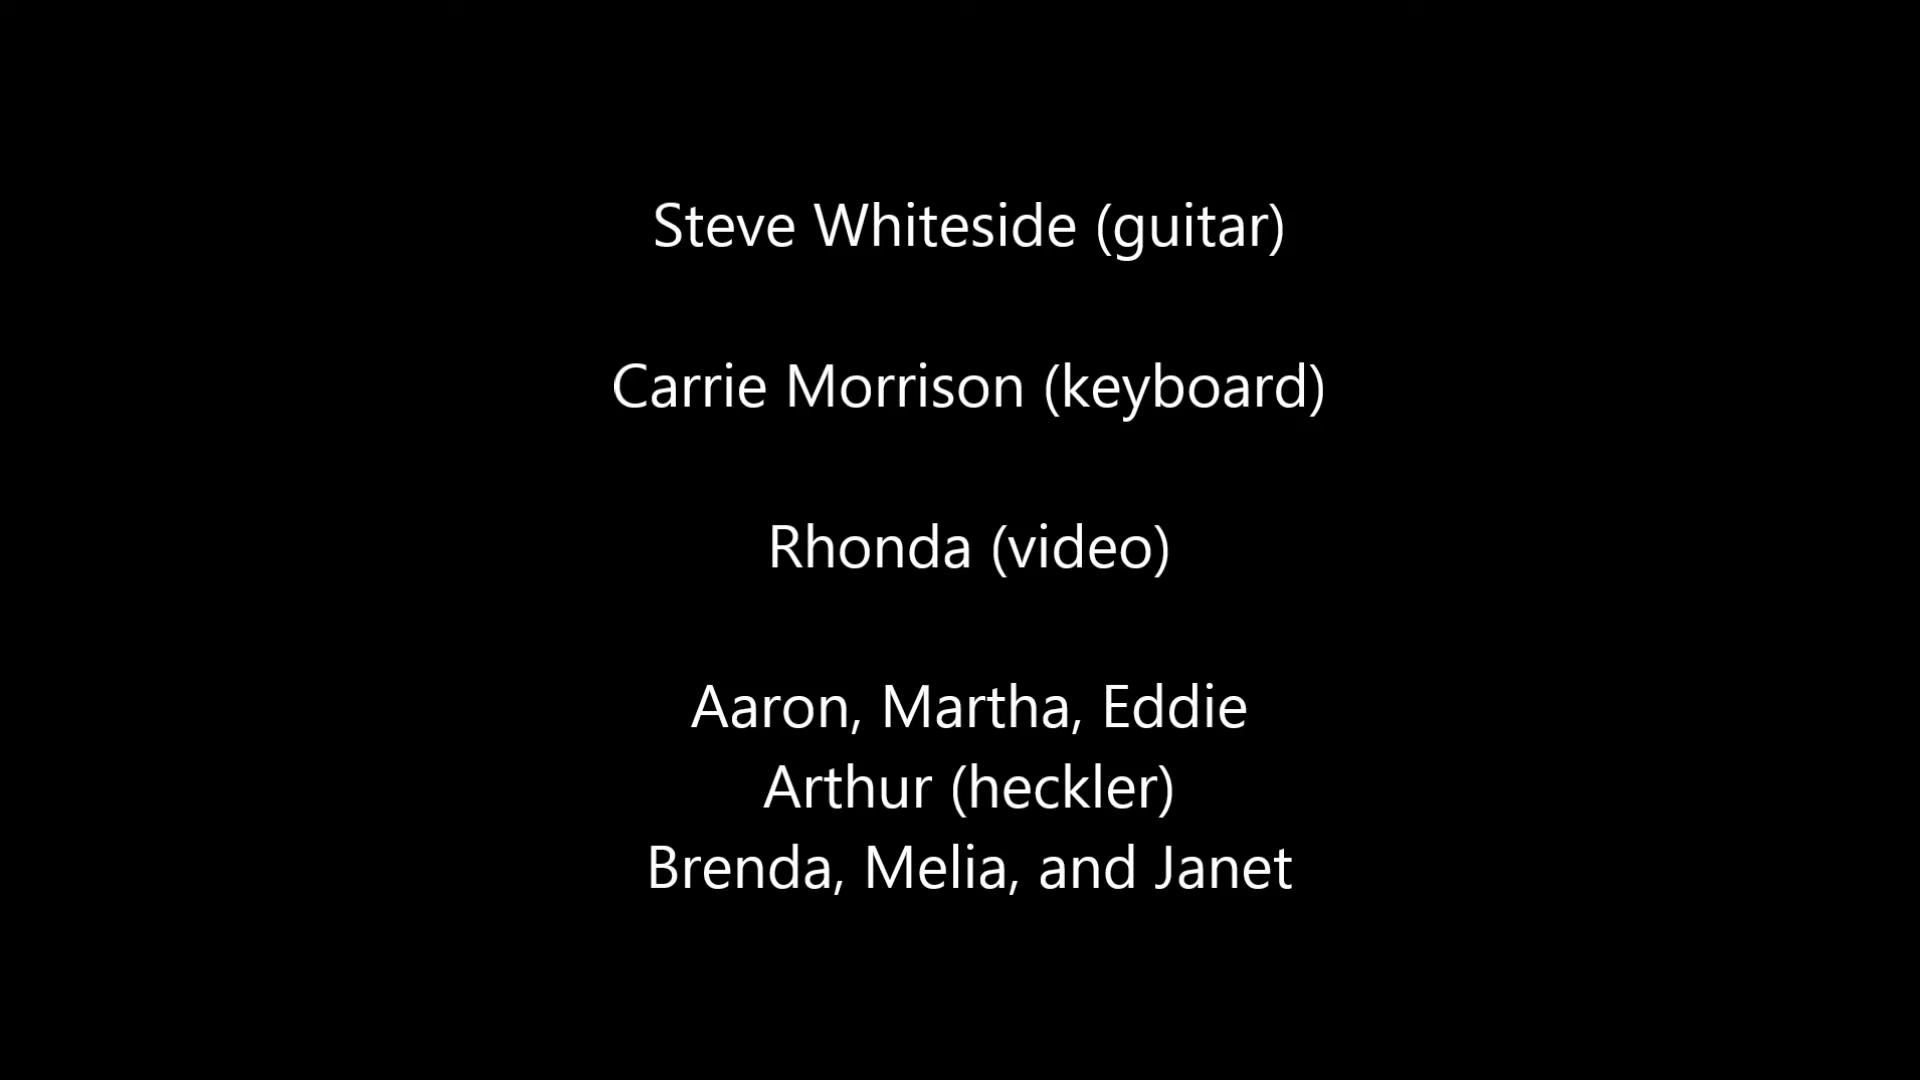 Steve Whiteside (guitar)
Carrie Morrison (keyboard)
Rhonda (video)
Aaron, Martha, Eddie
Arthur (heckler)
Brenda, Melia, and Janet